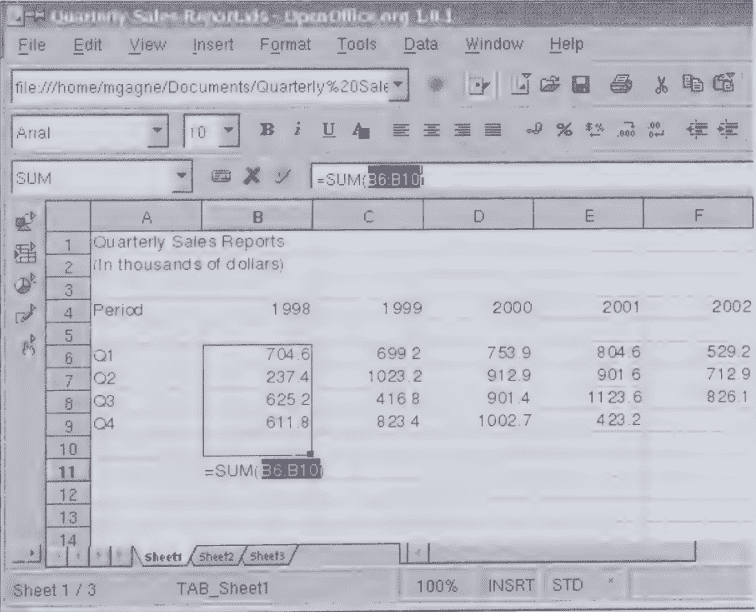 Quarterly Sales Report.xls - OpenOffice.org 1.0.1
File Edit View Insert Format Tools Data Window Help
file:///home/mgagne/Documents/Quarterly%20Sale
Arial 10 B i U A % $% .000 .00
SUM =SUM(B6:B10)
A B C D E F
1 Quarterly Sales Reports
2 (In thousands of dollars)
3
4 Period 1998 1999 2000 2001 2002
5
6 Q1 704.6 699.2 753.9 804.6 529.2
7 Q2 237.4 1023.2 912.9 901.6 712.9
8 Q3 625.2 416.8 901.4 1123.6 826.1
9 Q4 611.8 823.4 1002.7 423.2
10
11 =SUM(B6:B10)
12
13
14
Sheet1 Sheet2 Sheet3
Sheet 1 / 3 TAB_Sheet1 100% INSRT STD *